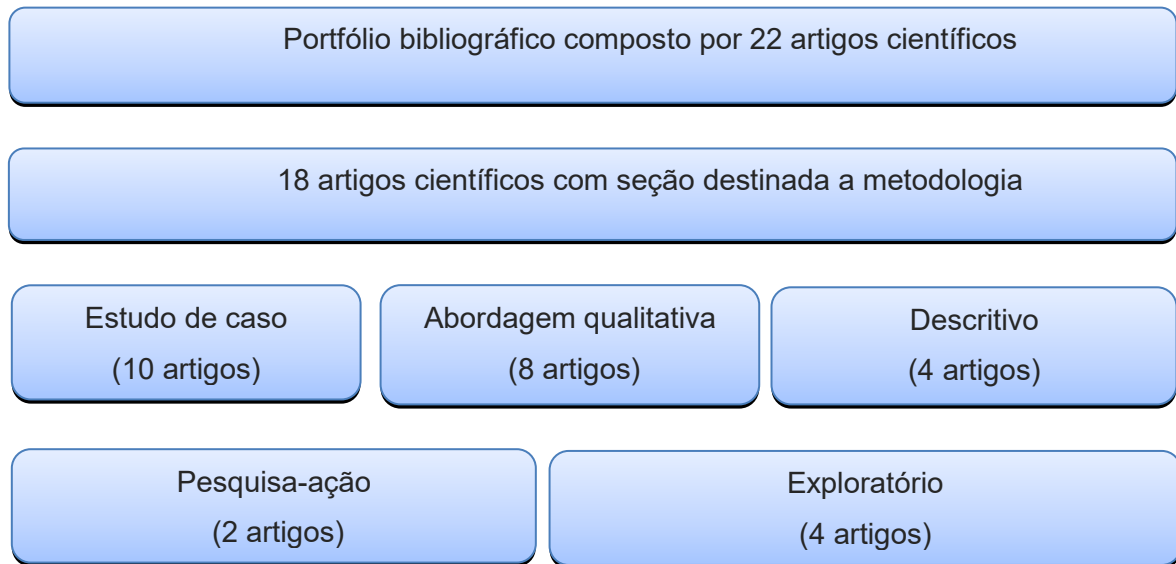 Portfólio bibliográfico composto por 22 artigos científicos
18 artigos científicos com seção destinada a metodologia
Estudo de caso
(10 artigos)
Abordagem qualitativa
(8 artigos)
Descritivo
(4 artigos)
Pesquisa-ação
(2 artigos)
Exploratório
(4 artigos)